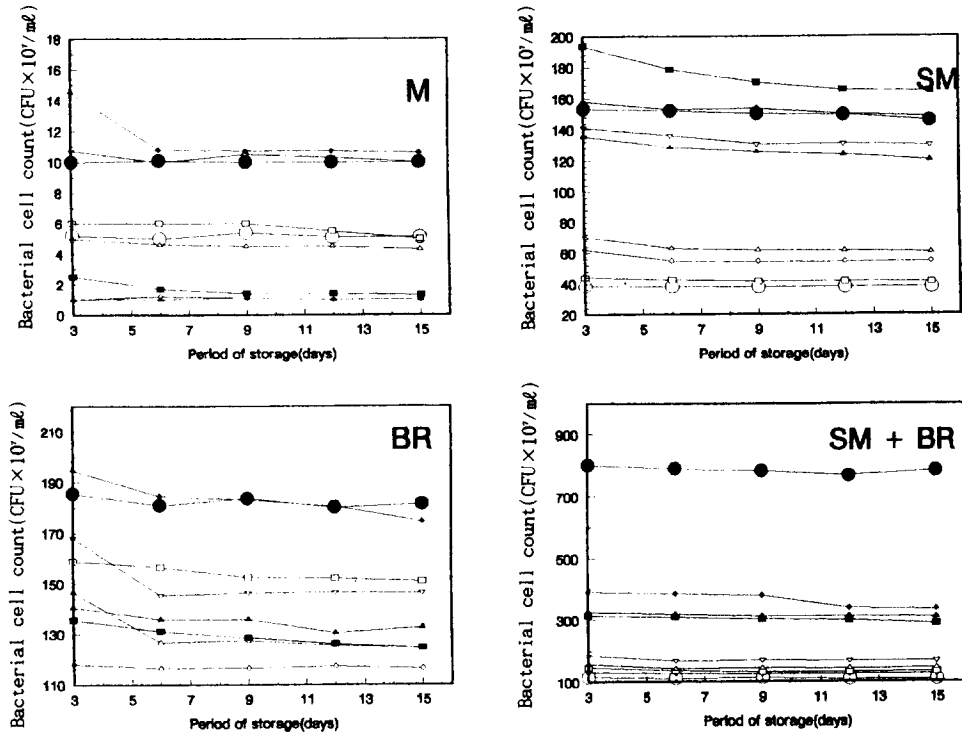 Bacterial cell count(CFU×10⁷/mℓ)
18
16
14
12
10
8
6
4
2
0
M
3 5 7 9 11 13 15
Period of storage(days)
Bacterial cell count(CFU×10⁷/mℓ)
200
180
160
140
120
100
80
60
40
20
SM
3 5 7 9 11 13 15
Period of storage(days)
Bacterial cell count(CFU×10⁷/mℓ)
210
190
170
150
130
110
BR
3 5 7 9 11 13 15
Period of storage(days)
Bacterial cell count(CFU×10⁷/mℓ)
900
700
500
300
100
SM + BR
3 5 7 9 11 13 15
Period of storage(days)